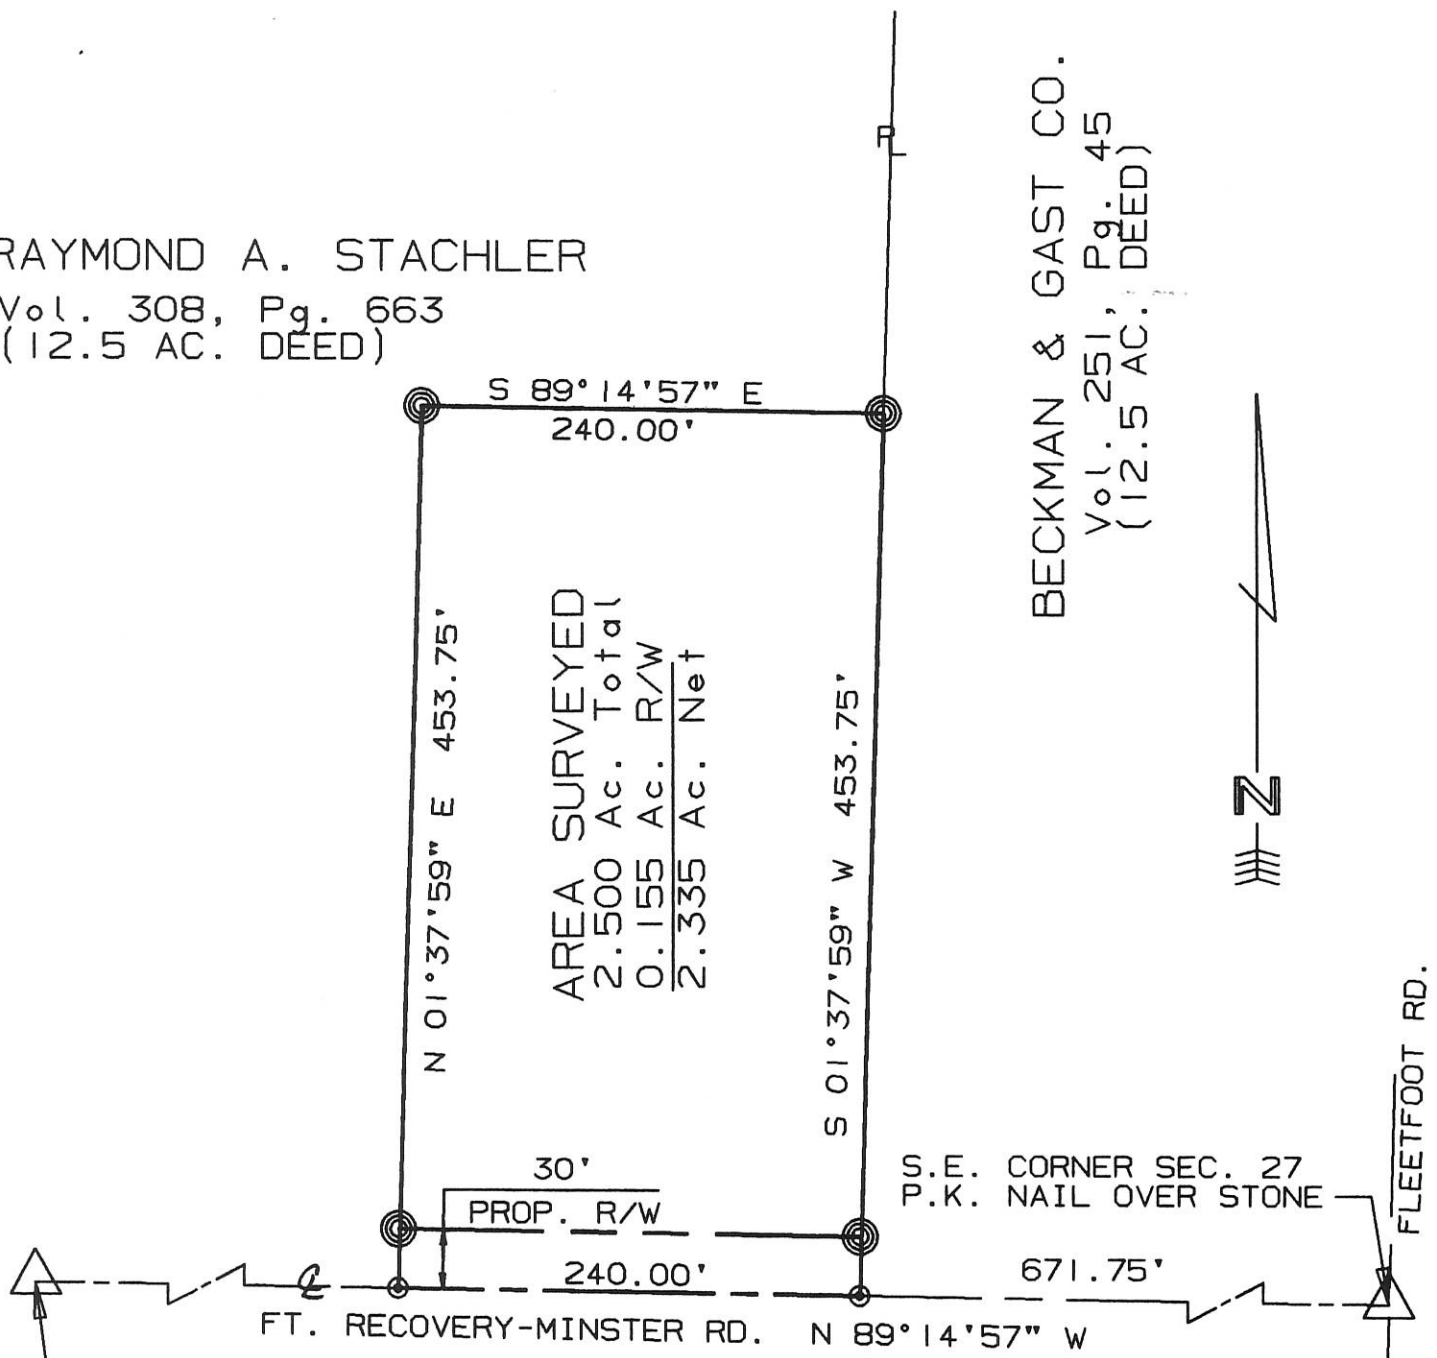 RAYMOND A. STACHLER
Vol. 308, Pg. 663
(12.5 AC. DEED)
PL
BECKMAN & GAST CO.
Vol. 251, Pg. 45
(12.5 AC. DEED)
S 89°14'57" E
240.00'
N 01°37'59" E 453.75'
AREA SURVEYED
2.500 Ac. Total
0.155 Ac. R/W
2.335 Ac. Net
S 01°37'59" W 453.75'
N
FLEETFOOT RD.
S.E. CORNER SEC. 27
P.K. NAIL OVER STONE
30'
PROP. R/W
CL
240.00'
671.75'
FT. RECOVERY-MINSTER RD. N 89°14'57" W